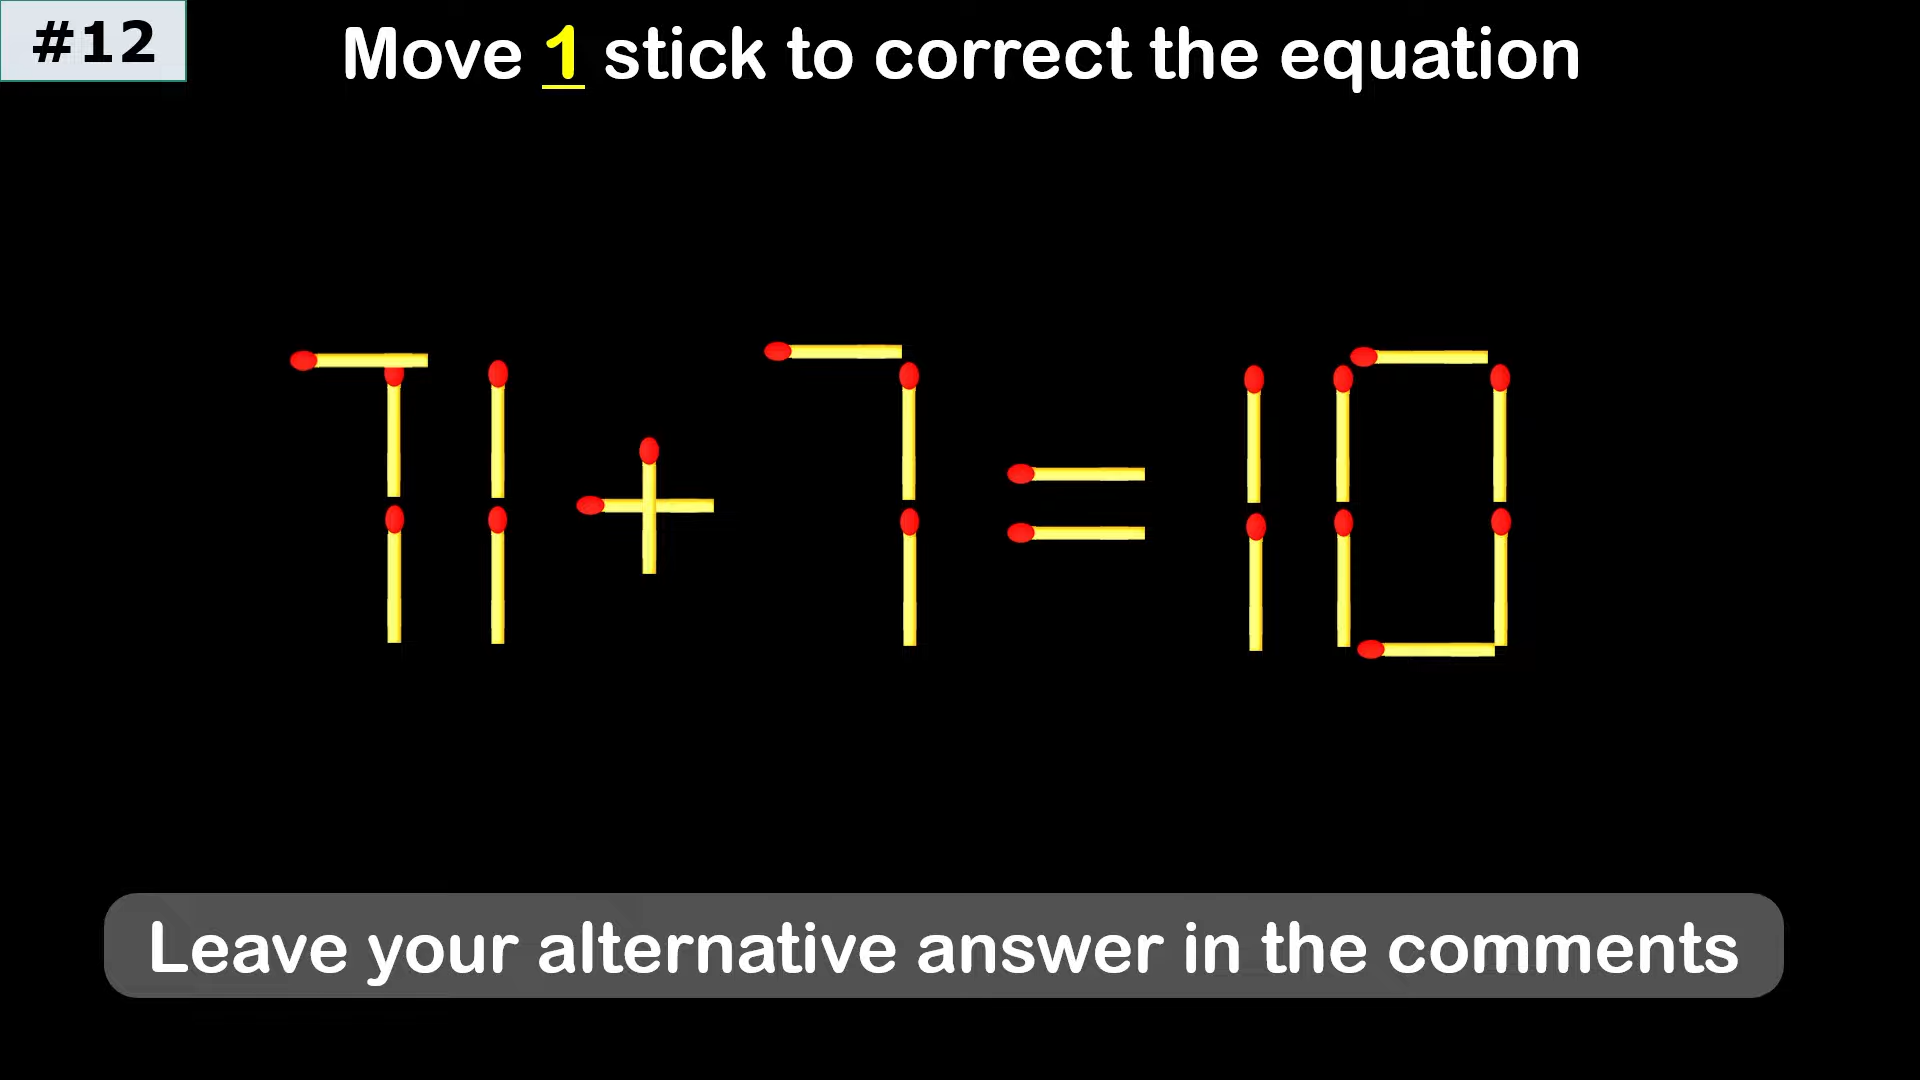 #12
Move 1 stick to correct the equation
71+7=10
Leave your alternative answer in the comments